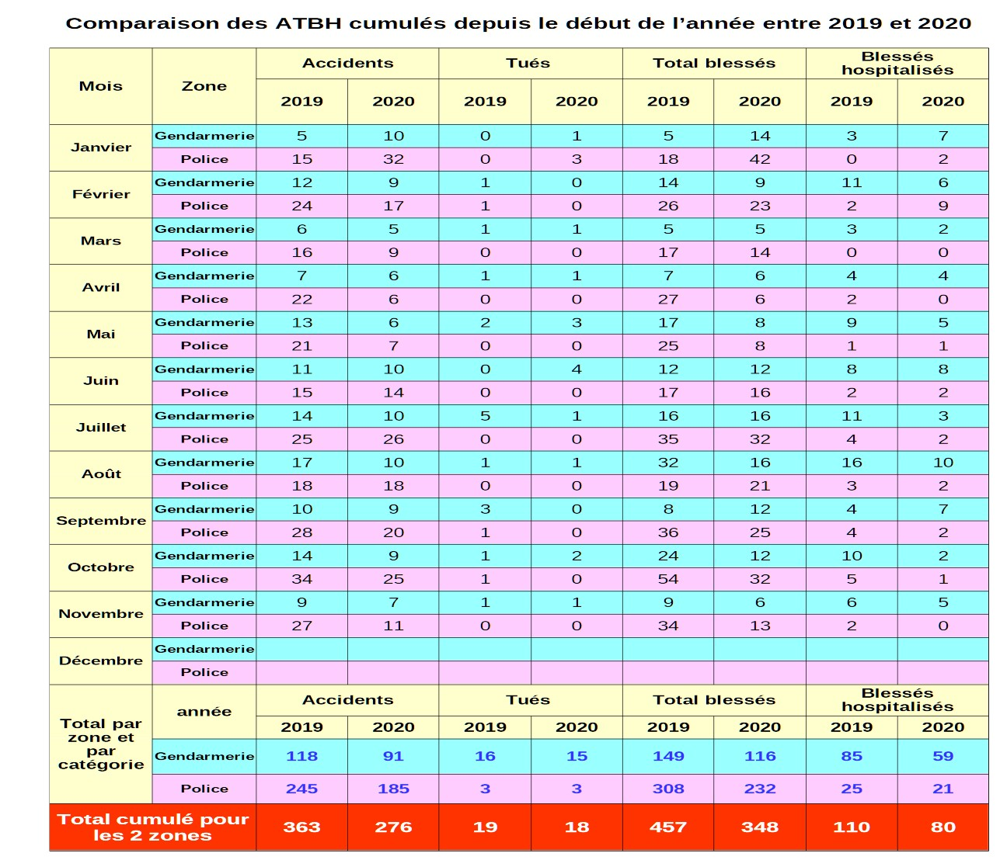 Comparaison des ATBH cumulés depuis le début de l’année entre 2019 et 2020
Mois Zone Accidents Tués Total blessés Blessés hospitalisés
2019 2020 2019 2020 2019 2020 2019 2020
Janvier Gendarmerie 5 10 0 1 5 14 3 7
Police 15 32 0 3 18 42 0 2
Février Gendarmerie 12 9 1 0 14 9 11 6
Police 24 17 1 0 26 23 2 9
Mars Gendarmerie 6 5 1 1 5 5 3 2
Police 16 9 0 0 17 14 0 0
Avril Gendarmerie 7 6 1 1 7 6 4 4
Police 22 6 0 0 27 6 2 0
Mai Gendarmerie 13 6 2 3 17 8 9 5
Police 21 7 0 0 25 8 1 1
Juin Gendarmerie 11 10 0 4 12 12 8 8
Police 15 14 0 0 17 16 2 2
Juillet Gendarmerie 14 10 5 1 16 16 11 3
Police 25 26 0 0 35 32 4 2
Août Gendarmerie 17 10 1 1 32 16 16 10
Police 18 18 0 0 19 21 3 2
Septembre Gendarmerie 10 9 3 0 8 12 4 7
Police 28 20 1 0 36 25 4 2
Octobre Gendarmerie 14 9 1 2 24 12 10 2
Police 34 25 1 0 54 32 5 1
Novembre Gendarmerie 9 7 1 1 9 6 6 5
Police 27 11 0 0 34 13 2 0
Décembre Gendarmerie
Police
Total par zone et par catégorie année Accidents Tués Total blessés Blessés hospitalisés
2019 2020 2019 2020 2019 2020 2019 2020
Gendarmerie 118 91 16 15 149 116 85 59
Police 245 185 3 3 308 232 25 21
Total cumulé pour les 2 zones 363 276 19 18 457 348 110 80